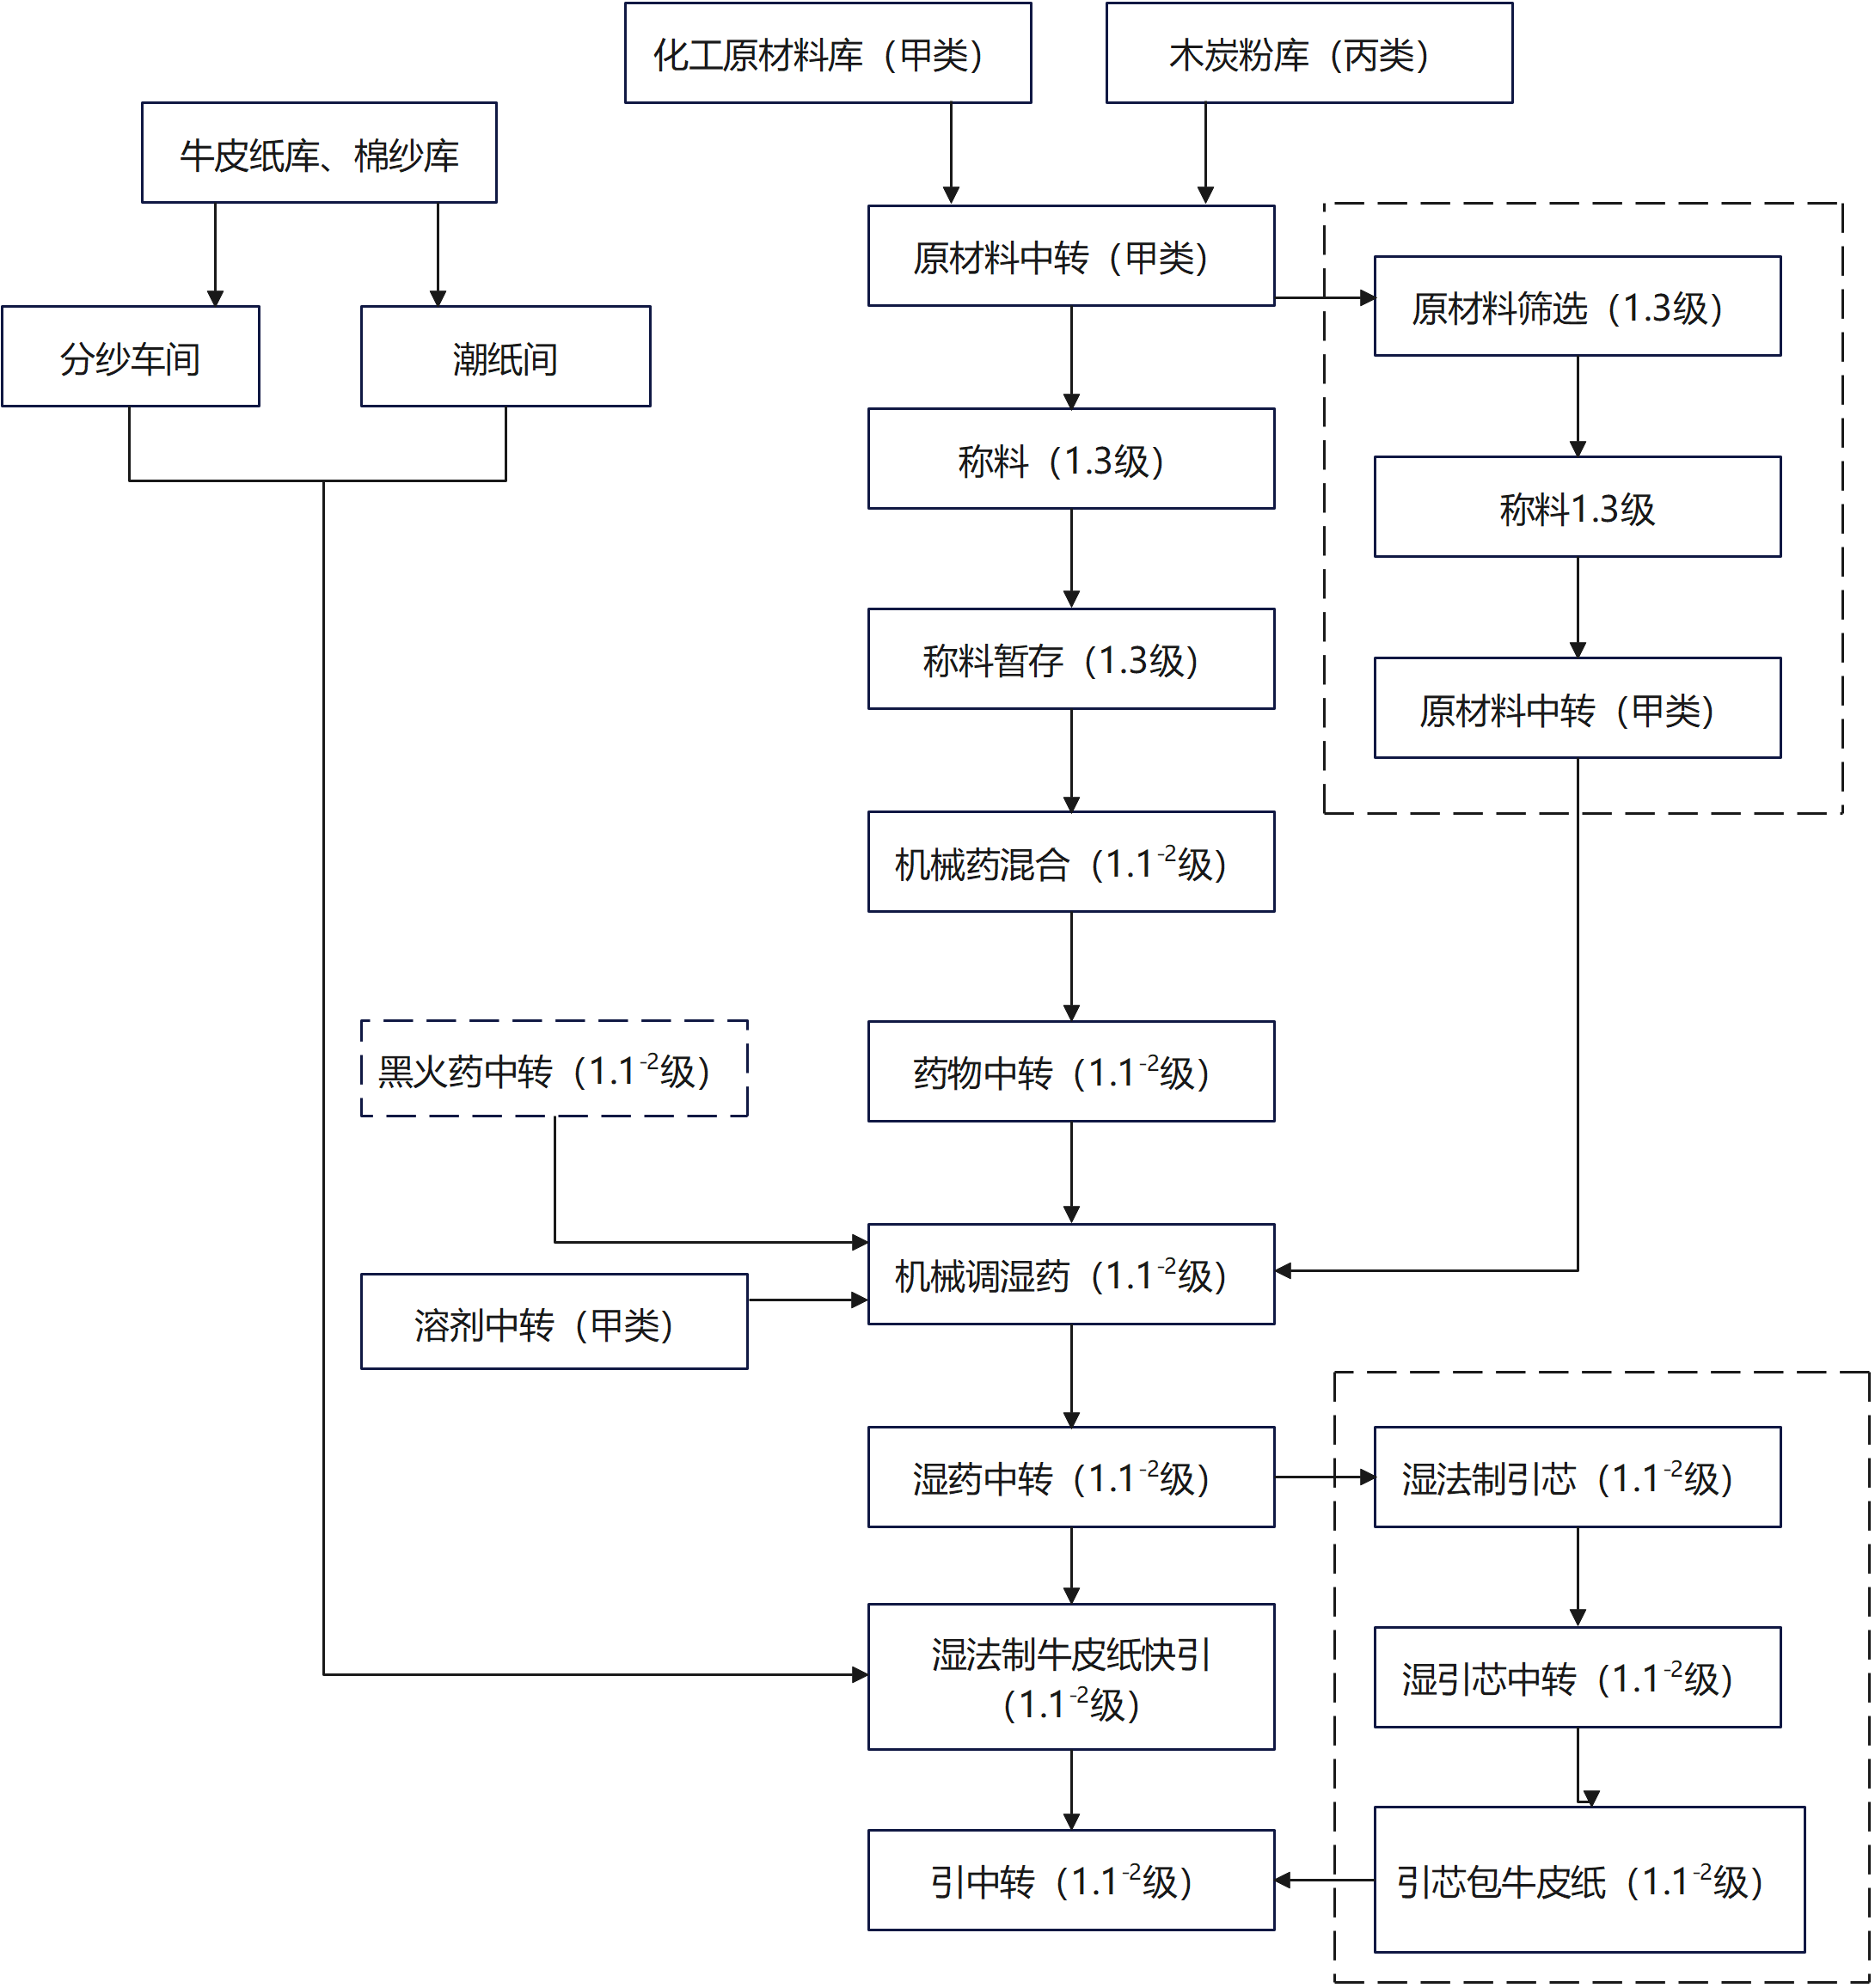 化工原材料库（甲类）
木炭粉库（丙类）
牛皮纸库、棉纱库
原材料中转（甲类）
原材料筛选（1.3级）
分纱车间
潮纸间
称料（1.3级）
称料1.3级
称料暂存（1.3级）
原材料中转（甲类）
机械药混合（1.1⁻²级）
黑火药中转（1.1⁻²级）
药物中转（1.1⁻²级）
机械调湿药（1.1⁻²级）
溶剂中转（甲类）
湿药中转（1.1⁻²级）
湿法制引芯（1.1⁻²级）
湿法制牛皮纸快引
（1.1⁻²级）
湿引芯中转（1.1⁻²级）
引中转（1.1⁻²级）
引芯包牛皮纸（1.1⁻²级）